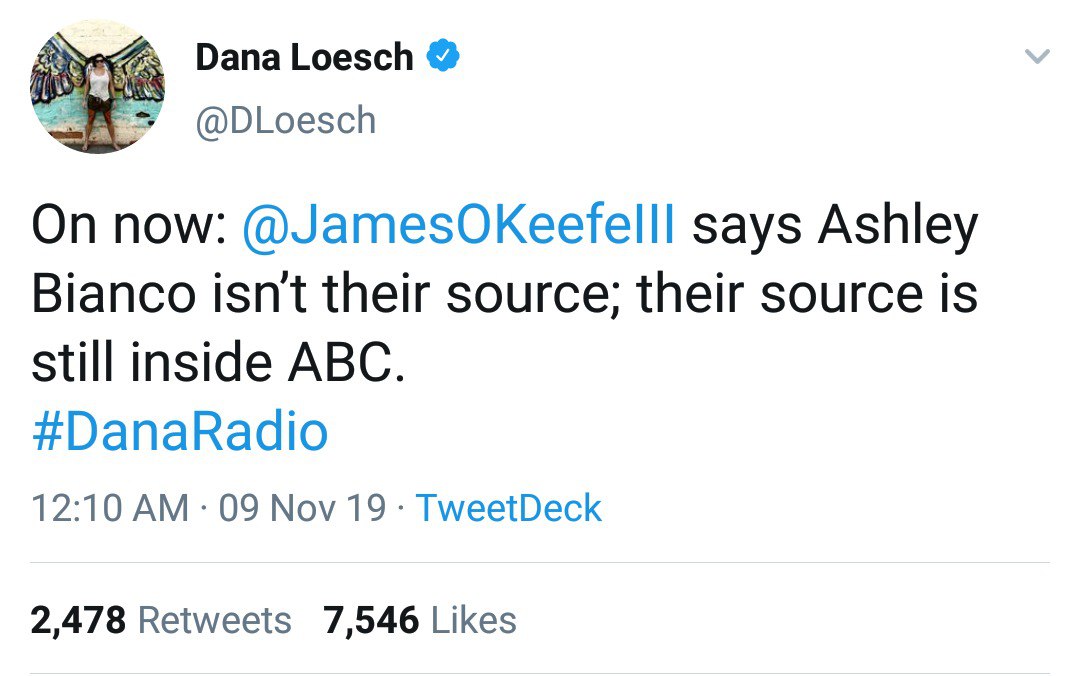 Dana Loesch
@DLoesch
On now: @JamesOKeefeIII says Ashley
Bianco isn’t their source; their source is
still inside ABC.
#DanaRadio
12:10 AM · 09 Nov 19 · TweetDeck
2,478 Retweets 7,546 Likes